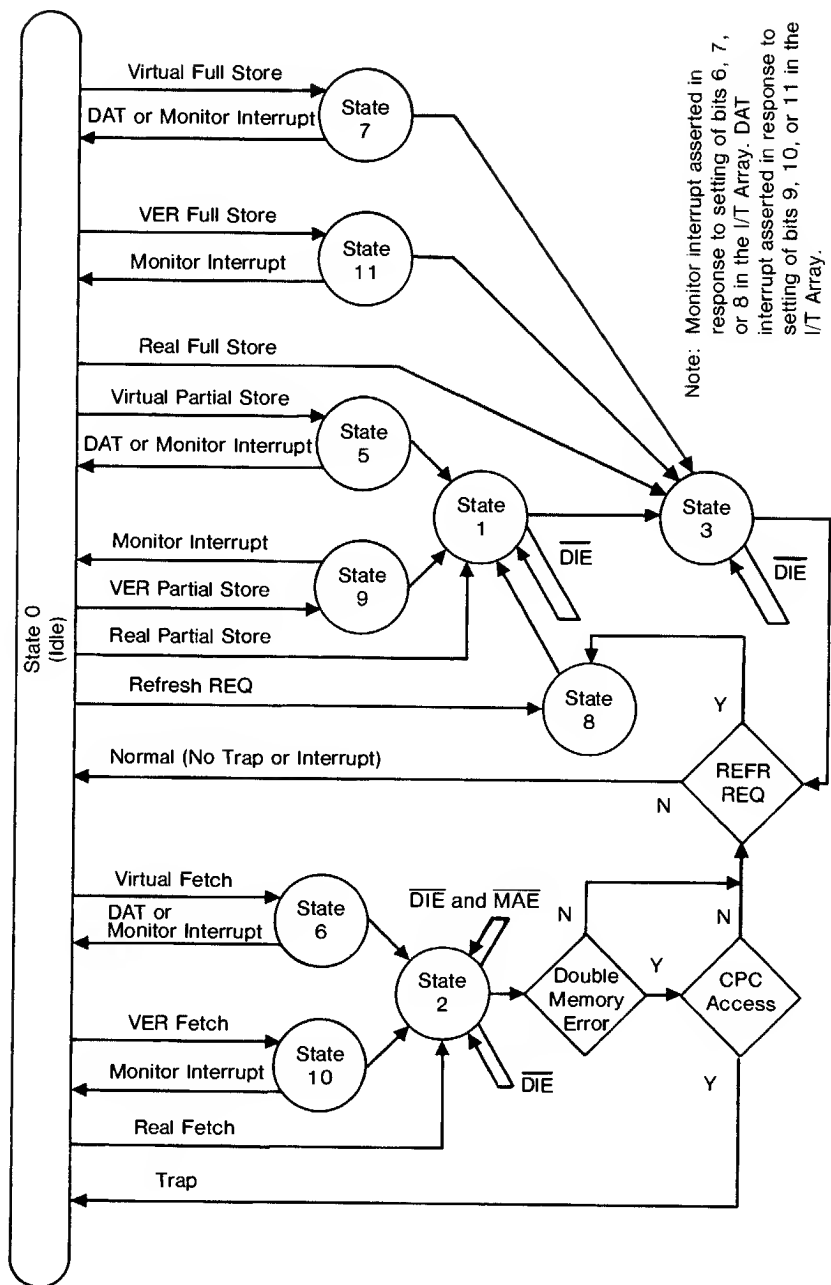 State 0
(Idle)
Virtual Full Store
DAT or Monitor Interrupt
State
7
VER Full Store
Monitor Interrupt
State
11
Real Full Store
Virtual Partial Store
DAT or Monitor Interrupt
State
5
State
1
DIE
State
3
DIE
Monitor Interrupt
VER Partial Store
State
9
Real Partial Store
Refresh REQ
State
8
Y
Normal (No Trap or Interrupt)
N
REFR
REQ
Virtual Fetch
DAT or
Monitor Interrupt
State
6
DIE and MAE
N
N
State
2
Double
Memory
Error
Y
CPC
Access
VER Fetch
Monitor Interrupt
State
10
DIE
Y
Real Fetch
Trap
Note: Monitor interrupt asserted in
response to setting of bits 6, 7,
or 8 in the I/T Array. DAT
interrupt asserted in response to
setting of bits 9, 10, or 11 in the
I/T Array.